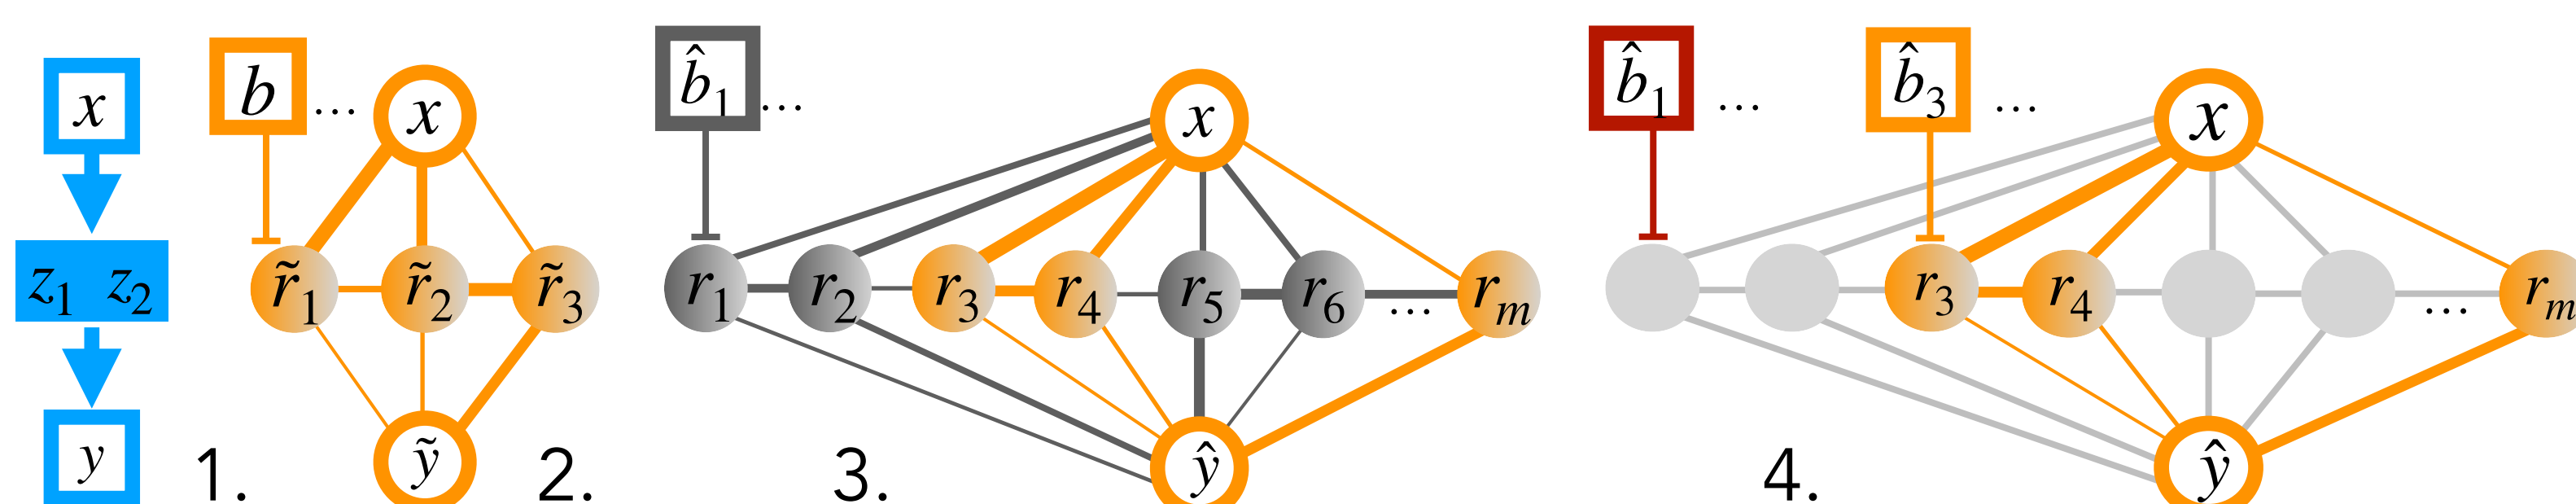 x
z₁ z₂
y
1.
b ... x
r̃₁ r̃₂ r̃₃
ỹ
2.
b̂₁ ... x
r₁ r₂ r₃ r₄ r₅ r₆ ... rₘ
ŷ
3.
b̂₁ ... b̂₃ ... x
r₃ r₄ ... rₘ
ŷ
4.